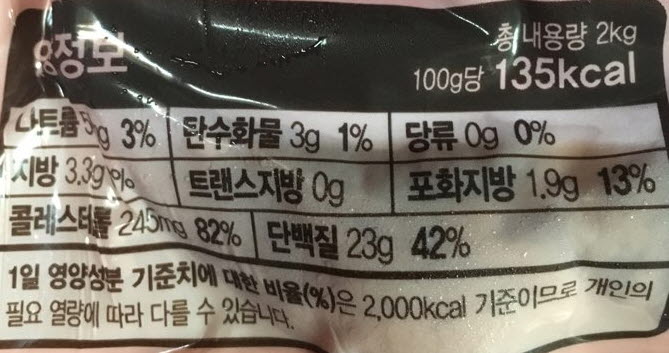 정보
총 내용량 2kg
100g당 135kcal
나트륨 3% 탄수화물 3g 1% 당류 0g 0%
지방 3.3g 트랜스지방 0g 포화지방 1.9g 13%
콜레스테롤 245mg 82% 단백질 23g 42%
1일 영양성분 기준치에 대한 비율(%)은 2,000kcal 기준이므로 개인의
필요 열량에 따라 다를 수 있습니다.